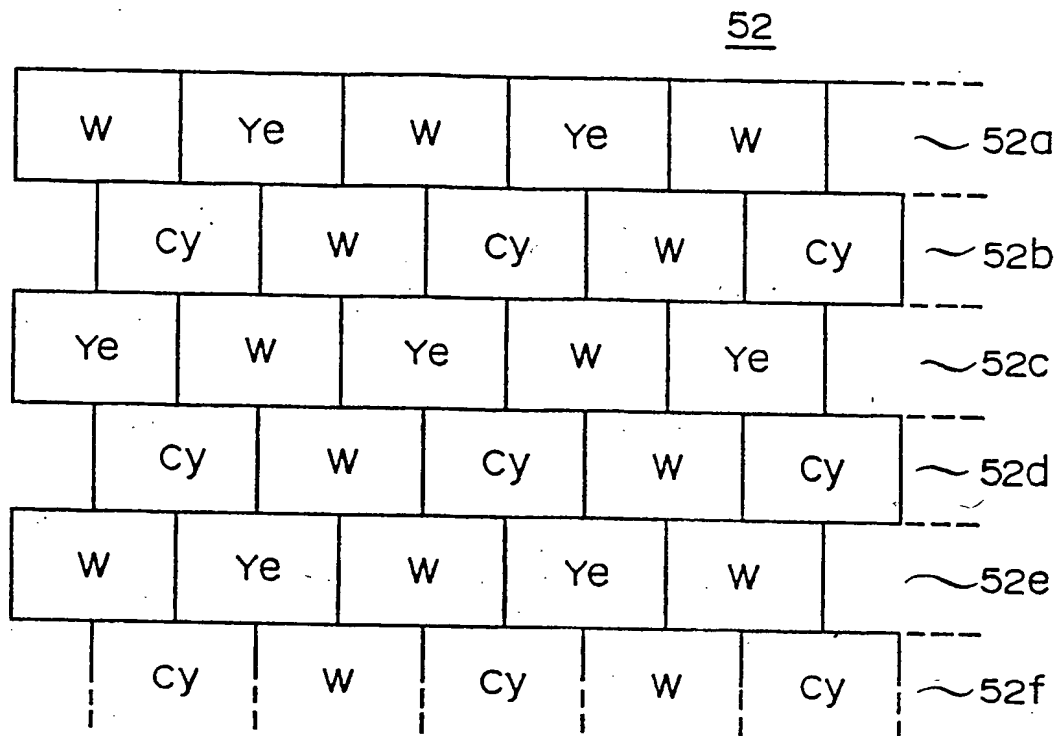 52
W Ye W Ye W 52a
Cy W Cy W Cy 52b
Ye W Ye W Ye 52c
Cy W Cy W Cy 52d
W Ye W Ye W 52e
Cy W Cy W Cy 52f